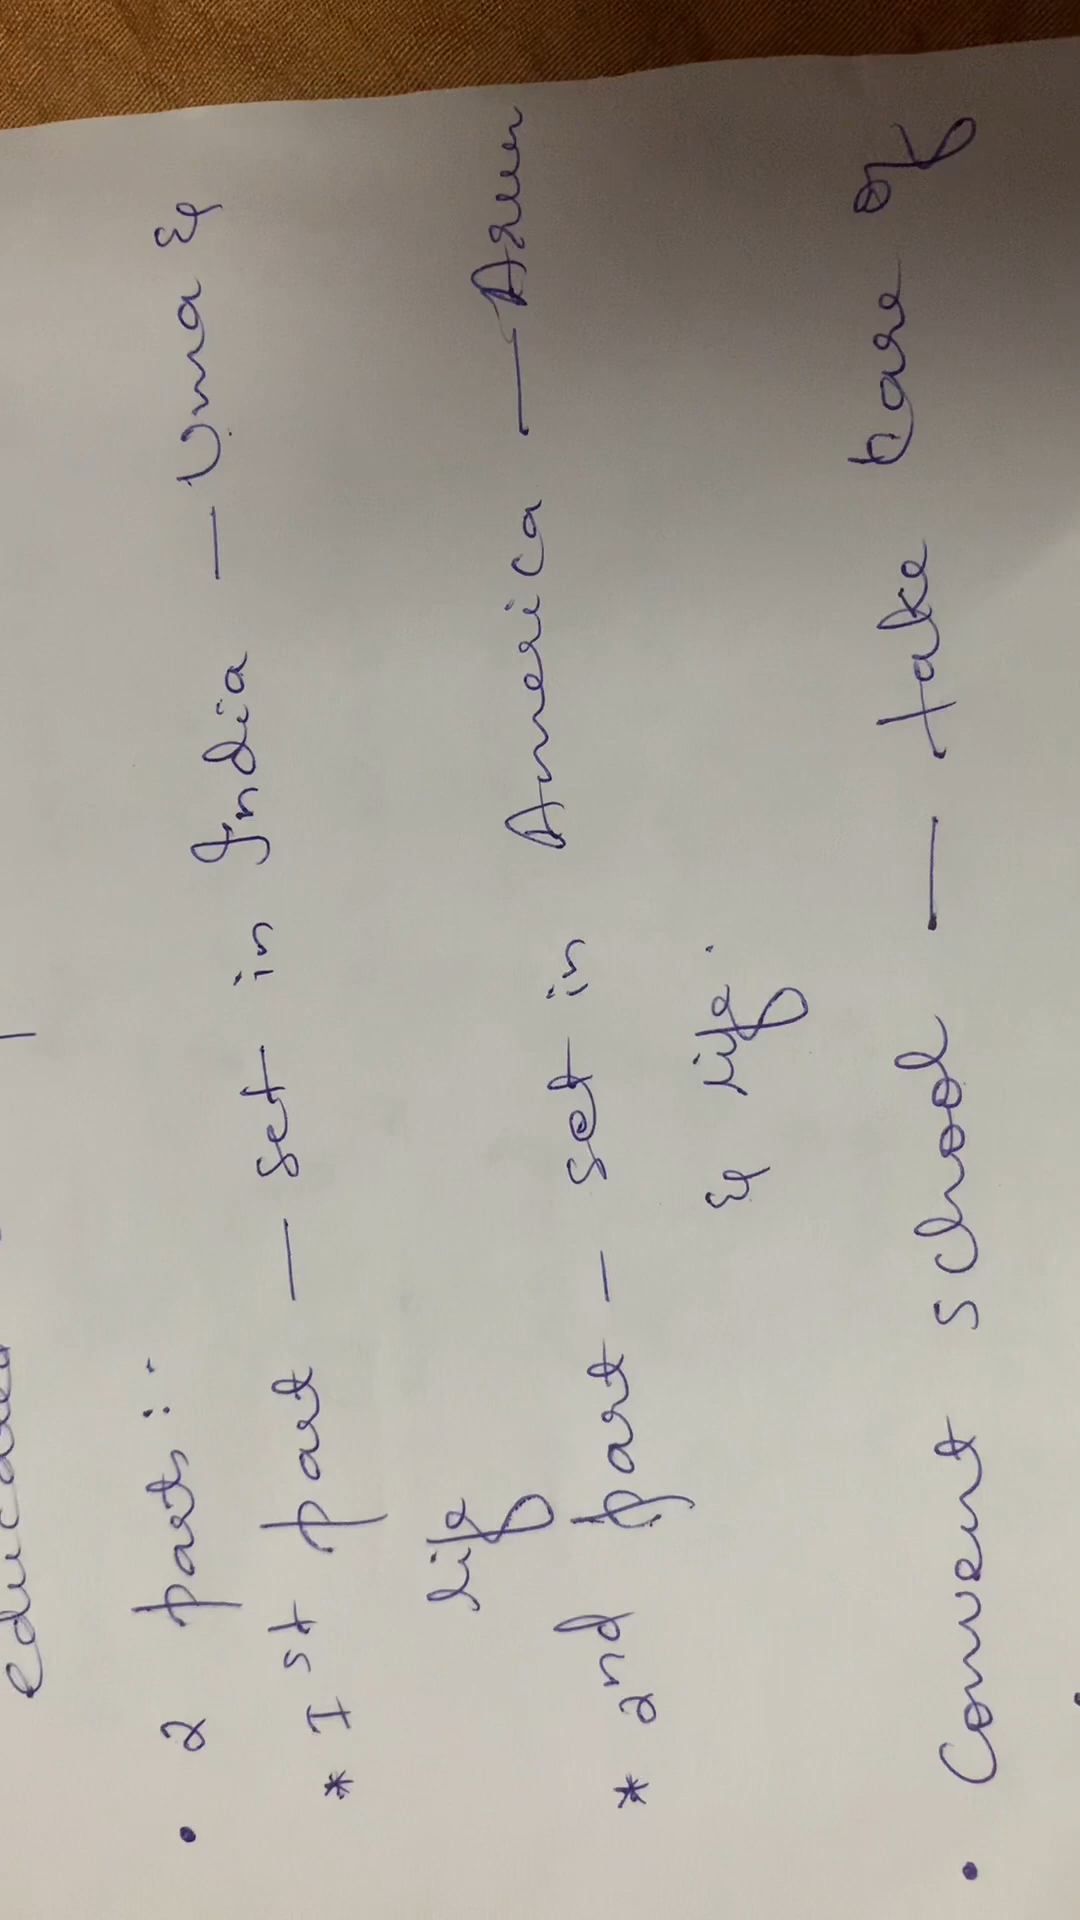 educated
• 2 parts:-
* 1st part — set in India — Uma &
life
* 2nd part — set in America — Arun
& life.
• Convent school — take care of